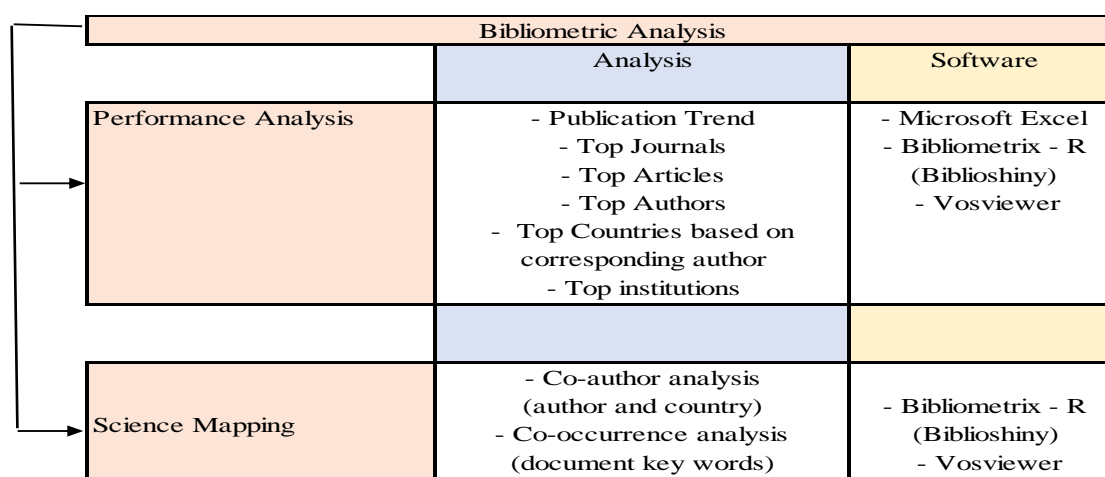 Bibliometric Analysis
Analysis
Software
Performance Analysis
- Publication Trend
- Top Journals
- Top Articles
- Top Authors
- Top Countries based on
corresponding author
- Top institutions
- Microsoft Excel
- Bibliometrix - R
(Biblioshiny)
- Vosviewer
Science Mapping
- Co-author analysis
(author and country)
- Co-occurrence analysis
(document key words)
- Bibliometrix - R
(Biblioshiny)
- Vosviewer